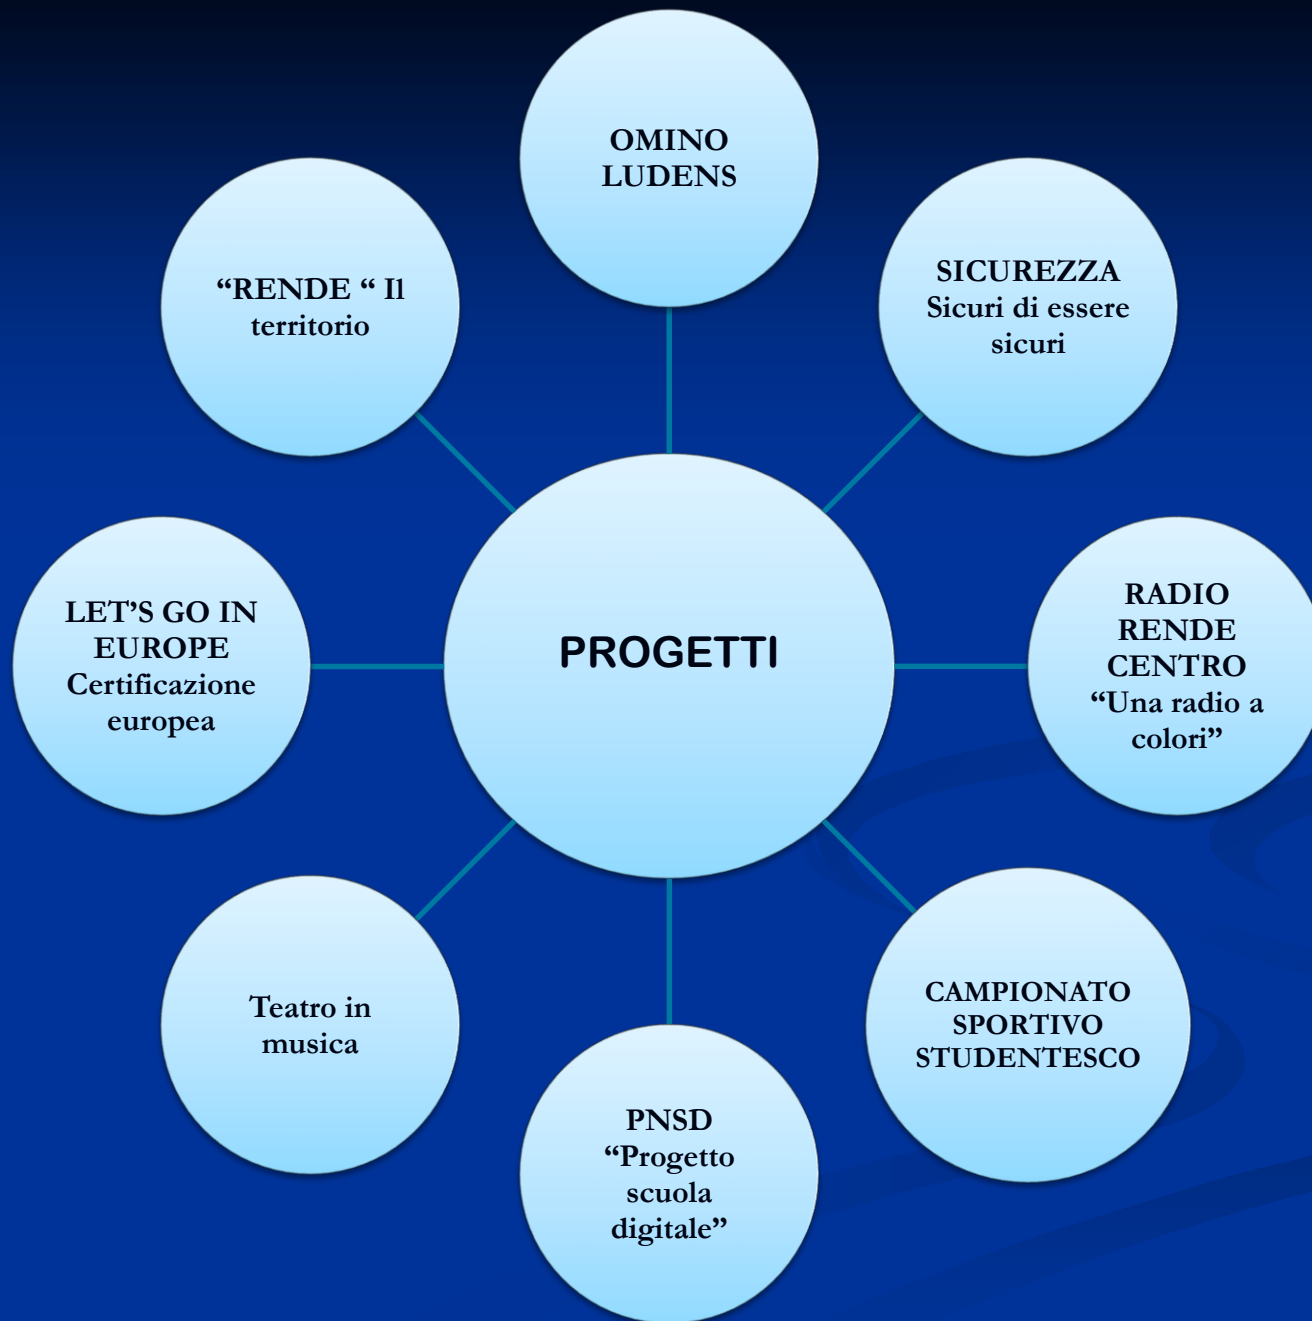 OMINO
LUDENS
“RENDE “ Il
territorio
SICUREZZA
Sicuri di essere
sicuri
LET’S GO IN
EUROPE
Certificazione
europea
PROGETTI
RADIO
RENDE
CENTRO
“Una radio a
colori”
Teatro in
musica
CAMPIONATO
SPORTIVO
STUDENTESCO
PNSD
“Progetto
scuola
digitale”